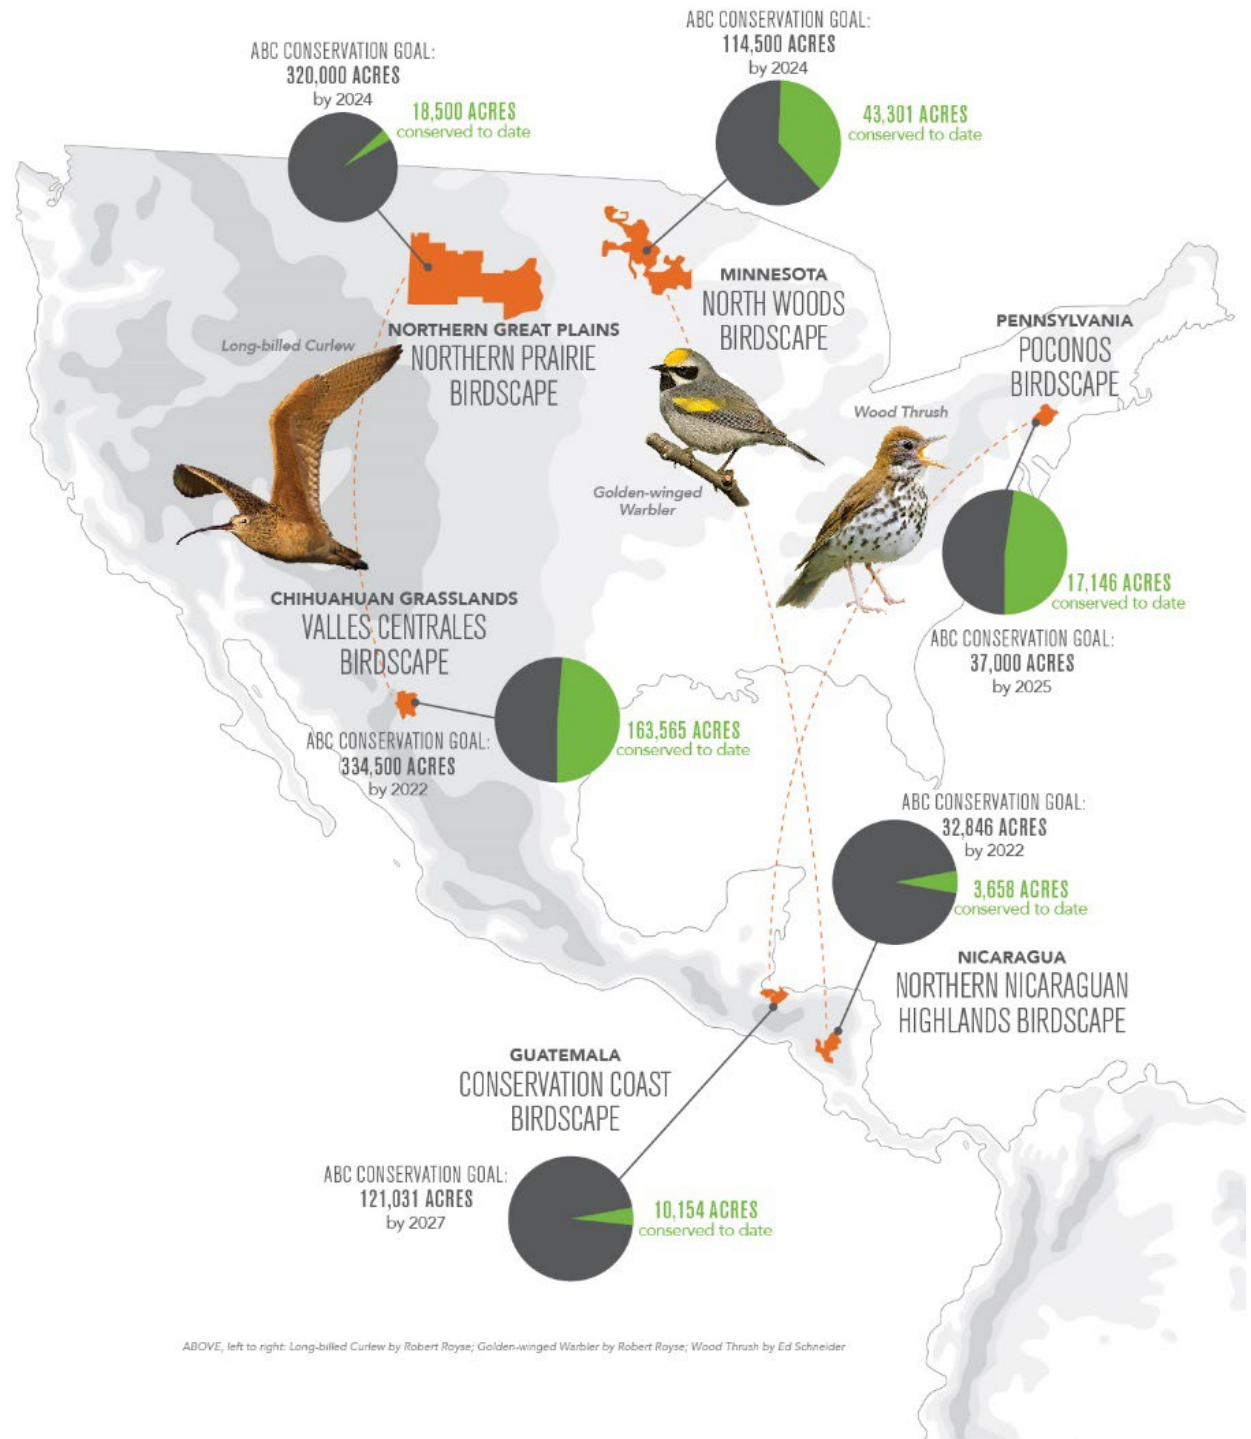 ABC CONSERVATION GOAL:
320,000 ACRES
by 2024
18,500 ACRES
conserved to date
ABC CONSERVATION GOAL:
114,500 ACRES
by 2024
43,301 ACRES
conserved to date
NORTHERN GREAT PLAINS
NORTHERN PRAIRIE
BIRDSCAPE
Long-billed Curlew
MINNESOTA
NORTH WOODS
BIRDSCAPE
Golden-winged
Warbler
PENNSYLVANIA
POCONOS
BIRDSCAPE
Wood Thrush
17,146 ACRES
conserved to date
ABC CONSERVATION GOAL:
37,000 ACRES
by 2025
CHIHUAHUAN GRASSLANDS
VALLES CENTRALES
BIRDSCAPE
ABC CONSERVATION GOAL:
334,500 ACRES
by 2022
163,565 ACRES
conserved to date
ABC CONSERVATION GOAL:
32,846 ACRES
by 2022
3,658 ACRES
conserved to date
NICARAGUA
NORTHERN NICARAGUAN
HIGHLANDS BIRDSCAPE
GUATEMALA
CONSERVATION COAST
BIRDSCAPE
ABC CONSERVATION GOAL:
121,031 ACRES
by 2027
10,154 ACRES
conserved to date
ABOVE, left to right: Long-billed Curlew by Robert Royse; Golden-winged Warbler by Robert Royse; Wood Thrush by Ed Schneider